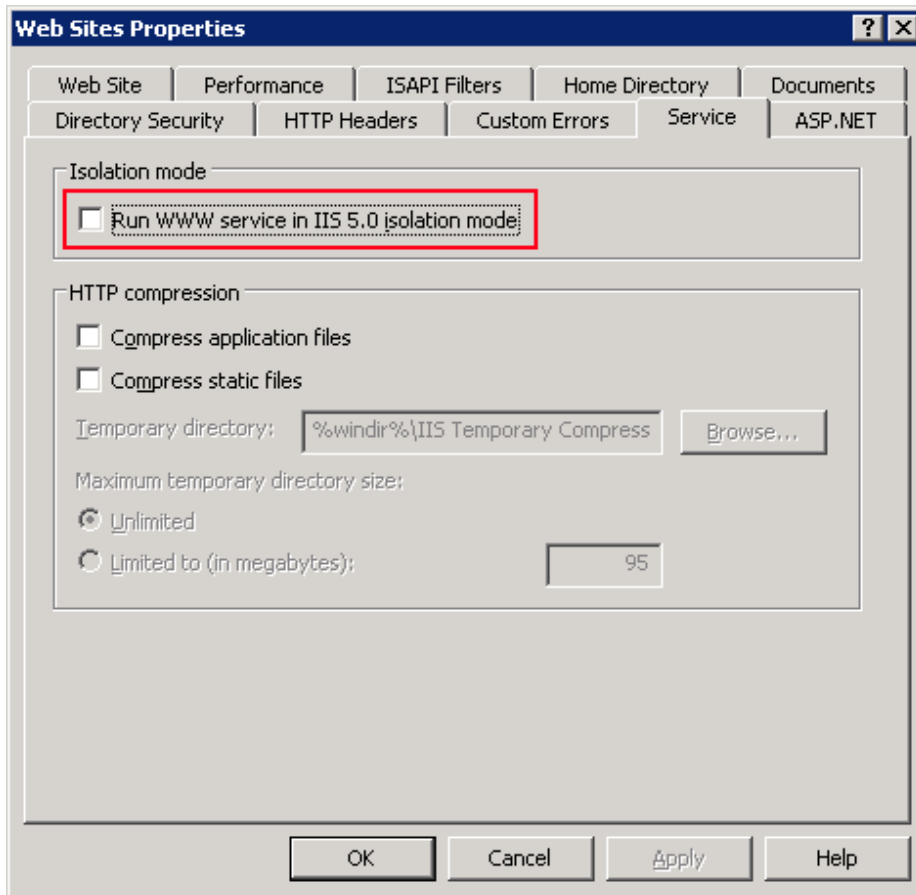 Web Sites Properties
Web Site Performance ISAPI Filters Home Directory Documents
Directory Security HTTP Headers Custom Errors Service ASP.NET
Isolation mode
Run WWW service in IIS 5.0 isolation mode
HTTP compression
Compress application files
Compress static files
Temporary directory: %windir%\IIS Temporary Compress Browse...
Maximum temporary directory size:
Unlimited
Limited to (in megabytes): 95
OK Cancel Apply Help